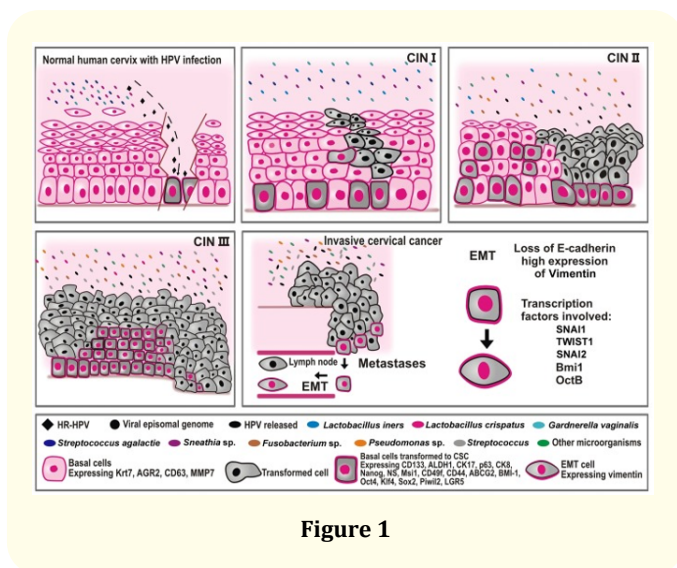 Normal human cervix with HPV infection
CIN I
CIN II
CIN III
Invasive cervical cancer
Lymph node
Metastases
EMT
EMT
Loss of E-cadherin
high expression
of Vimentin
Transcription
factors involved:
SNAI1
TWIST1
SNAI2
Bmi1
OctB
HR-HPV
Viral episomal genome
HPV released
Lactobacillus iners
Lactobacillus crispatus
Gardnerella vaginalis
Streptococcus agalactie
Sneathia sp.
Fusobacterium sp.
Pseudomonas sp.
Streptococcus
Other microorganisms
Basal cells
Expressing Krt7, AGR2, CD63, MMP7
Transformed cell
Basal cells transformed to CSC
Expressing CD133, ALDH1, CK17, p63, CK8,
Nanog, NS, Msi1, CD49f, CD44, ABCG2, BMI-1,
Oct4, Klf4, Sox2, Piwil2, LGR5
EMT cell
Expressing vimentin
Figure 1